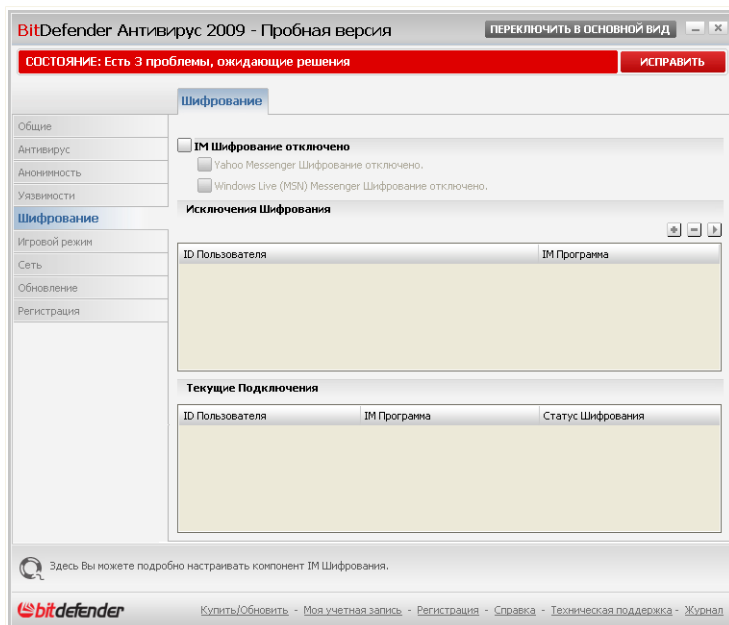 BitDefender Антивирус 2009 - Пробная версия
ПЕРЕКЛЮЧИТЬ В ОСНОВНОЙ ВИД
СОСТОЯНИЕ: Есть 3 проблемы, ожидающие решения
ИСПРАВИТЬ
Шифрование
Общие
Антивирус
Анонимность
Уязвимости
Шифрование
Игровой режим
Сеть
Обновление
Регистрация
IM Шифрование отключено
Yahoo Messenger Шифрование отключено.
Windows Live (MSN) Messenger Шифрование отключено.
Исключения Шифрования
ID Пользователя IM Программа
Текущие Подключения
ID Пользователя IM Программа Статус Шифрования
Здесь Вы можете подробно настраивать компонент IM Шифрования.
bitdefender
Купить/Обновить - Моя учетная запись - Регистрация - Справка - Техническая поддержка - Журнал